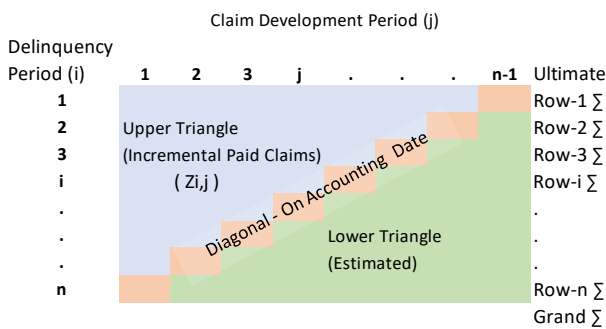 Claim Development Period (j)
Delinquency
Period (i) 1 2 3 j . . . n-1 Ultimate
1 Row-1 ∑
2 Upper Triangle Row-2 ∑
3 (Incremental Paid Claims) Row-3 ∑
i ( Zi,j ) Row-i ∑
Diagonal - On Accounting Date
. .
. Lower Triangle .
. (Estimated) .
n Row-n ∑
Grand ∑